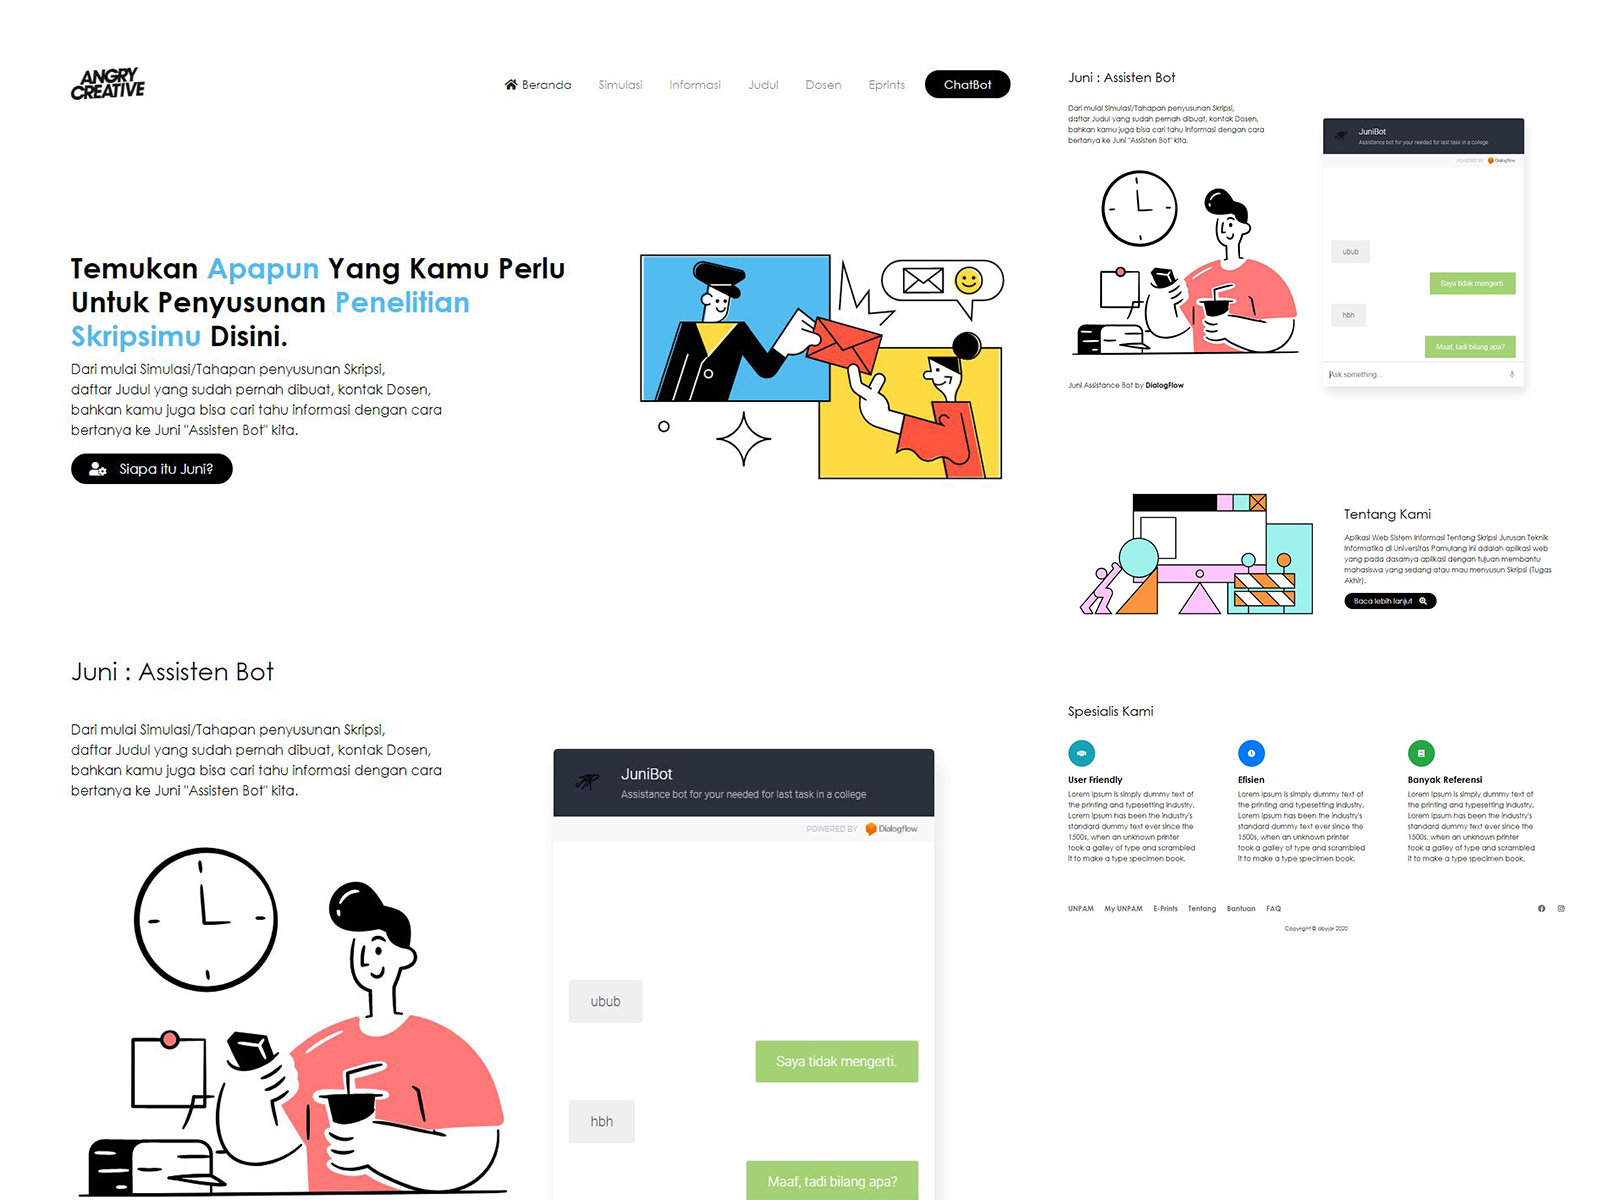 ANGRY
CREATIVE
Beranda Simulasi Informasi Judul Dosen Eprints ChatBot
Temukan Apapun Yang Kamu Perlu
Untuk Penyusunan Penelitian
Skripsimu Disini.
Dari mulai Simulasi/Tahapan penyusunan Skripsi,
daftar Judul yang sudah pernah dibuat, kontak Dosen,
bahkan kamu juga bisa cari tahu informasi dengan cara
bertanya ke Juni "Assisten Bot" kita.
Siapa itu Juni?
Juni : Assisten Bot
Dari mulai Simulasi/Tahapan penyusunan Skripsi,
daftar Judul yang sudah pernah dibuat, kontak Dosen,
bahkan kamu juga bisa cari tahu informasi dengan cara
bertanya ke Juni "Assisten Bot" kita.
JuniBot
Assistance bot for your needed for last task in a college
POWERED BY Dialogflow
ubub
Saya tidak mengerti.
hbh
Maaf, tadi bilang apa?
Juni : Assisten Bot
Dari mulai Simulasi/Tahapan penyusunan Skripsi,
daftar Judul yang sudah pernah dibuat, kontak Dosen,
bahkan kamu juga bisa cari tahu informasi dengan cara
bertanya ke Juni "Assisten Bot" kita.
JuniBot
Assistance bot for your needed for last task in a college
POWERED BY Dialogflow
ubub
Saya tidak mengerti.
hbh
Maaf, tadi bilang apa?
Ask something...
Juni Assistance Bot by DialogFlow
Tentang Kami
Aplikasi Web Sistem Informasi Tentang Skripsi Jurusan Teknik
Informatika di Universitas Pamulang ini adalah aplikasi web
yang pada dasarnya aplikasi dengan tujuan membantu
mahasiswa yang sedang atau mau menyusun Skripsi (Tugas
Akhir).
Baca lebih lanjut
Spesialis Kami
User Friendly
Lorem Ipsum is simply dummy text of
the printing and typesetting industry.
Lorem Ipsum has been the industry's
standard dummy text ever since the
1500s, when an unknown printer
took a galley of type and scrambled
it to make a type specimen book.
Efisien
Lorem Ipsum is simply dummy text of
the printing and typesetting industry.
Lorem Ipsum has been the industry's
standard dummy text ever since the
1500s, when an unknown printer
took a galley of type and scrambled
it to make a type specimen book.
Banyak Referensi
Lorem Ipsum is simply dummy text of
the printing and typesetting industry.
Lorem Ipsum has been the industry's
standard dummy text ever since the
1500s, when an unknown printer
took a galley of type and scrambled
it to make a type specimen book.
UNPAM My UNPAM E-Prints Tentang Bantuan FAQ
Copyright © abyjar 2020